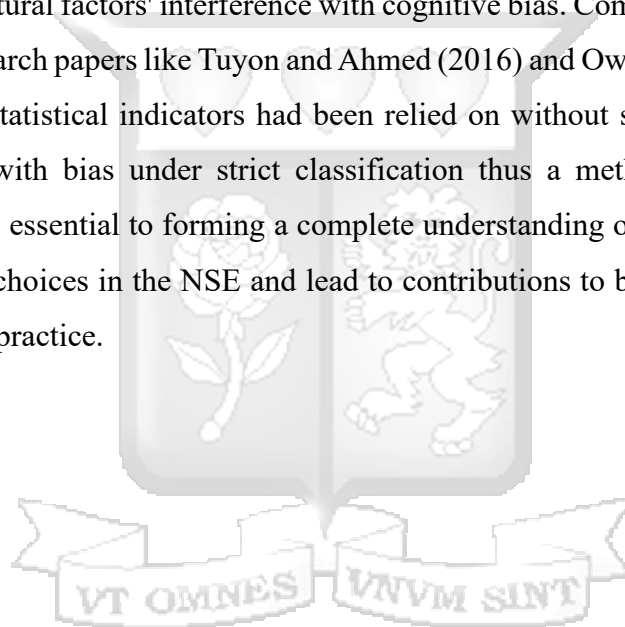 tural factors' interference with cognitive bias. Com
arch papers like Tuyon and Ahmed (2016) and Ow
tatistical indicators had been relied on without s
with bias under strict classification thus a met
essential to forming a complete understanding o
choices in the NSE and lead to contributions to b
practice.
VT OMNES VNVM SINT